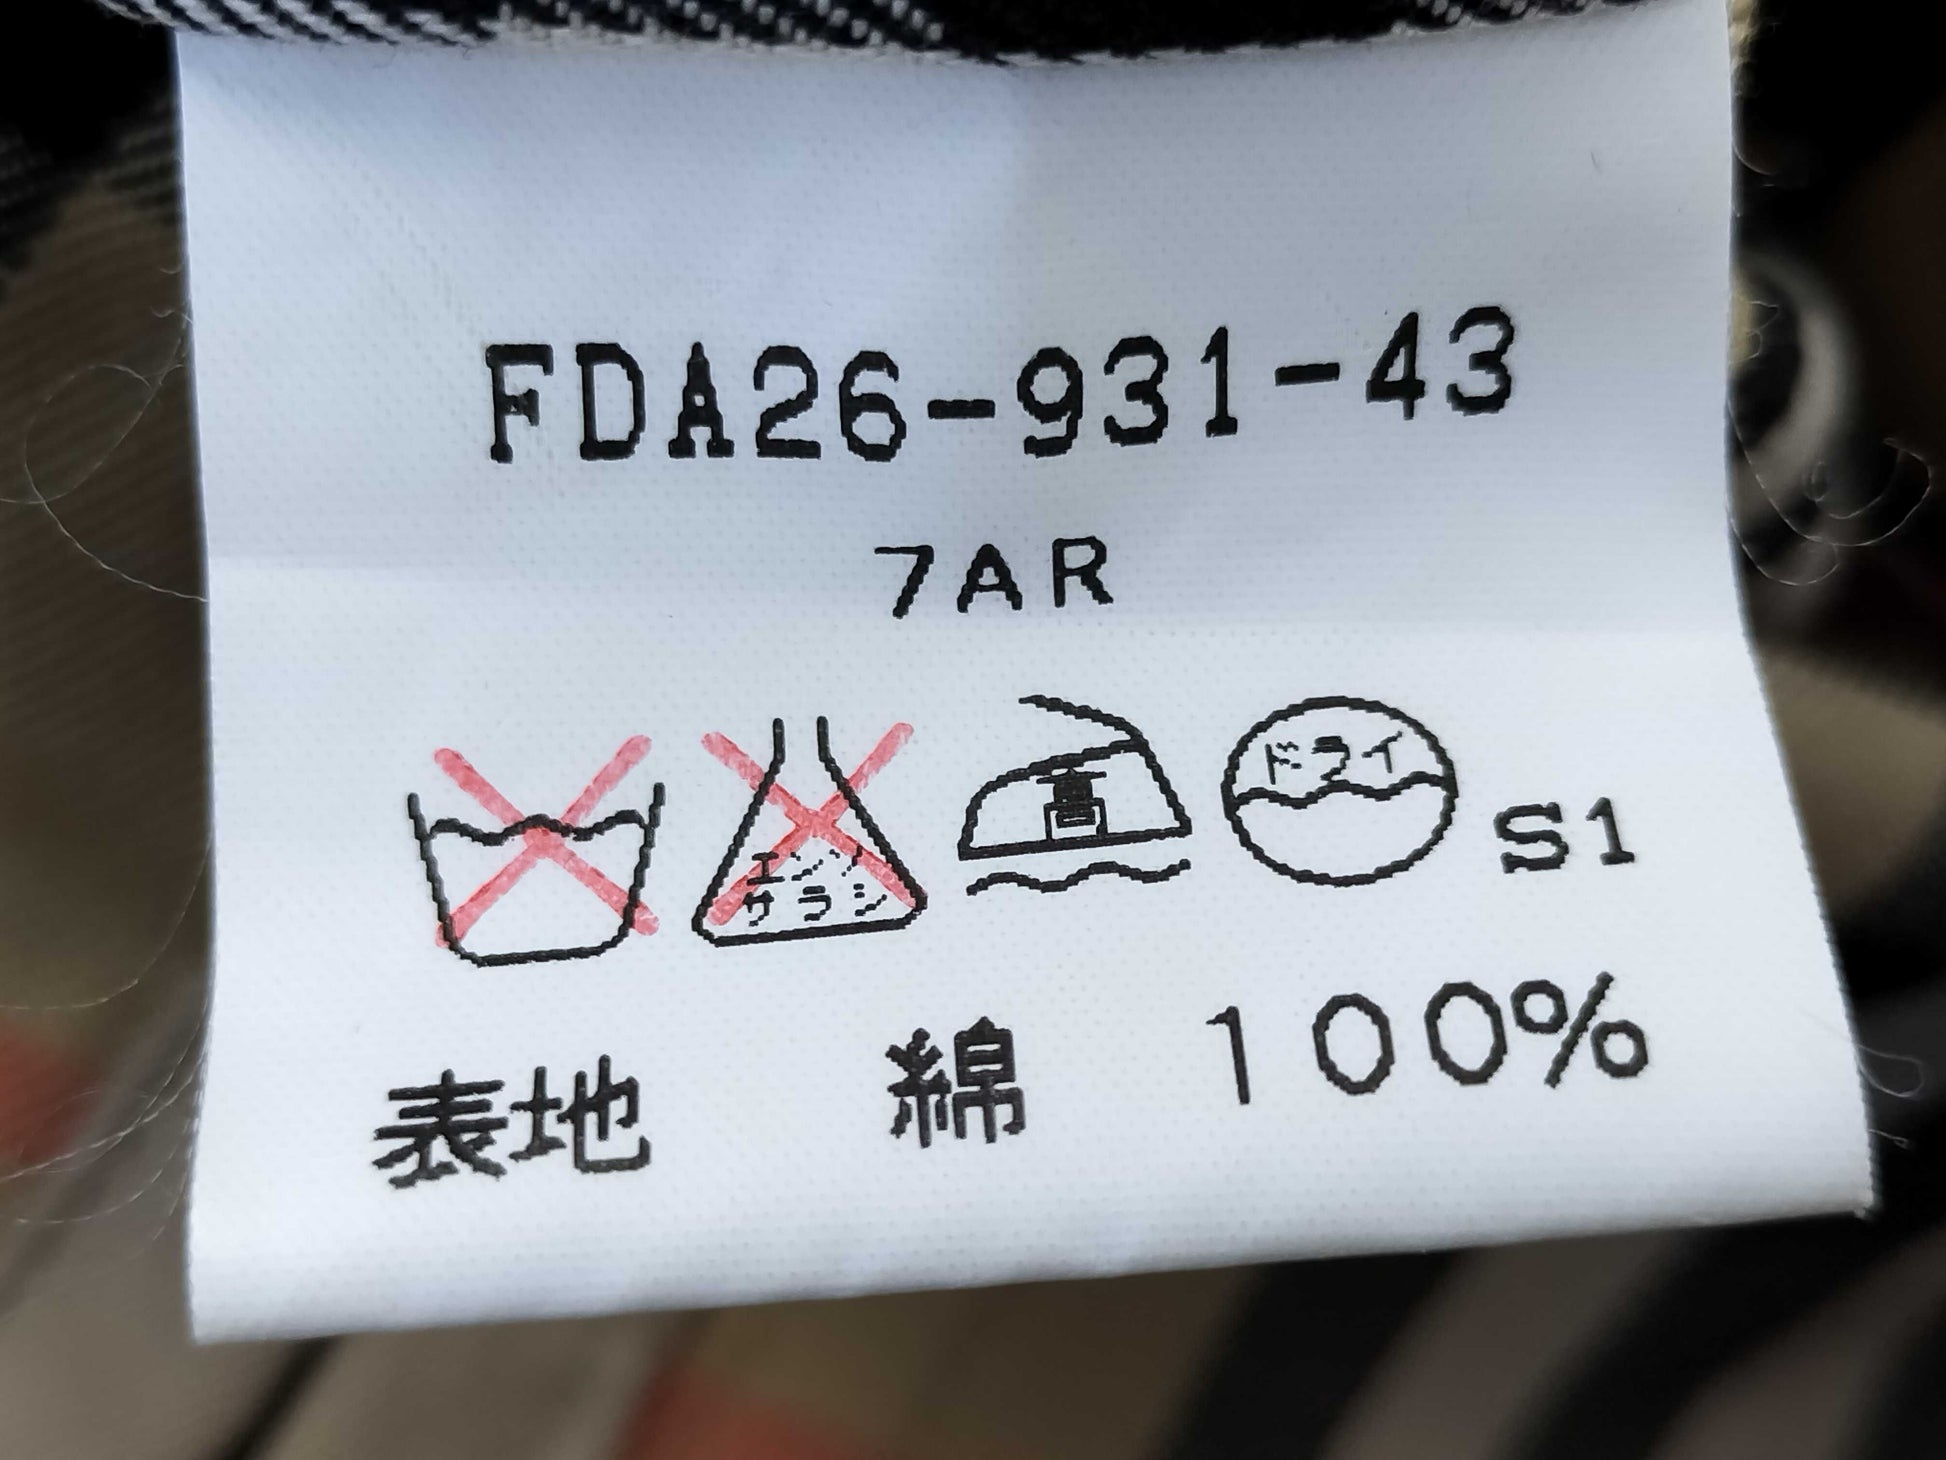 FDA26-931-43
7AR
エンソ
サラシ
高
ドライ
S1
表地 綿 100%